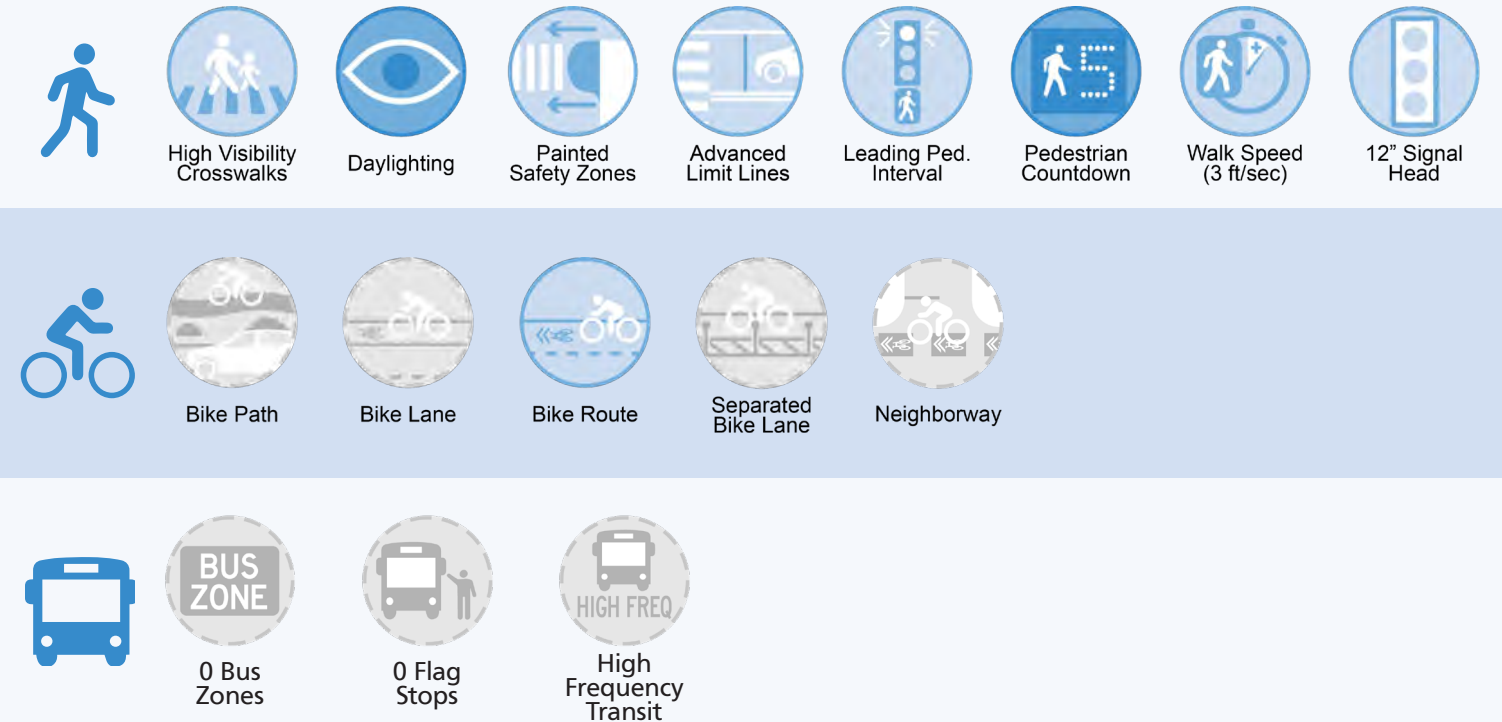 5
High Visibility
Crosswalks
Daylighting
Painted
Safety Zones
Advanced
Limit Lines
Leading Ped.
Interval
Pedestrian
Countdown
Walk Speed
(3 ft/sec)
12” Signal
Head
Bike Path
Bike Lane
Bike Route
Separated
Bike Lane
Neighborway
BUS
ZONE
HIGH FREQ
0 Bus
Zones
0 Flag
Stops
High
Frequency
Transit